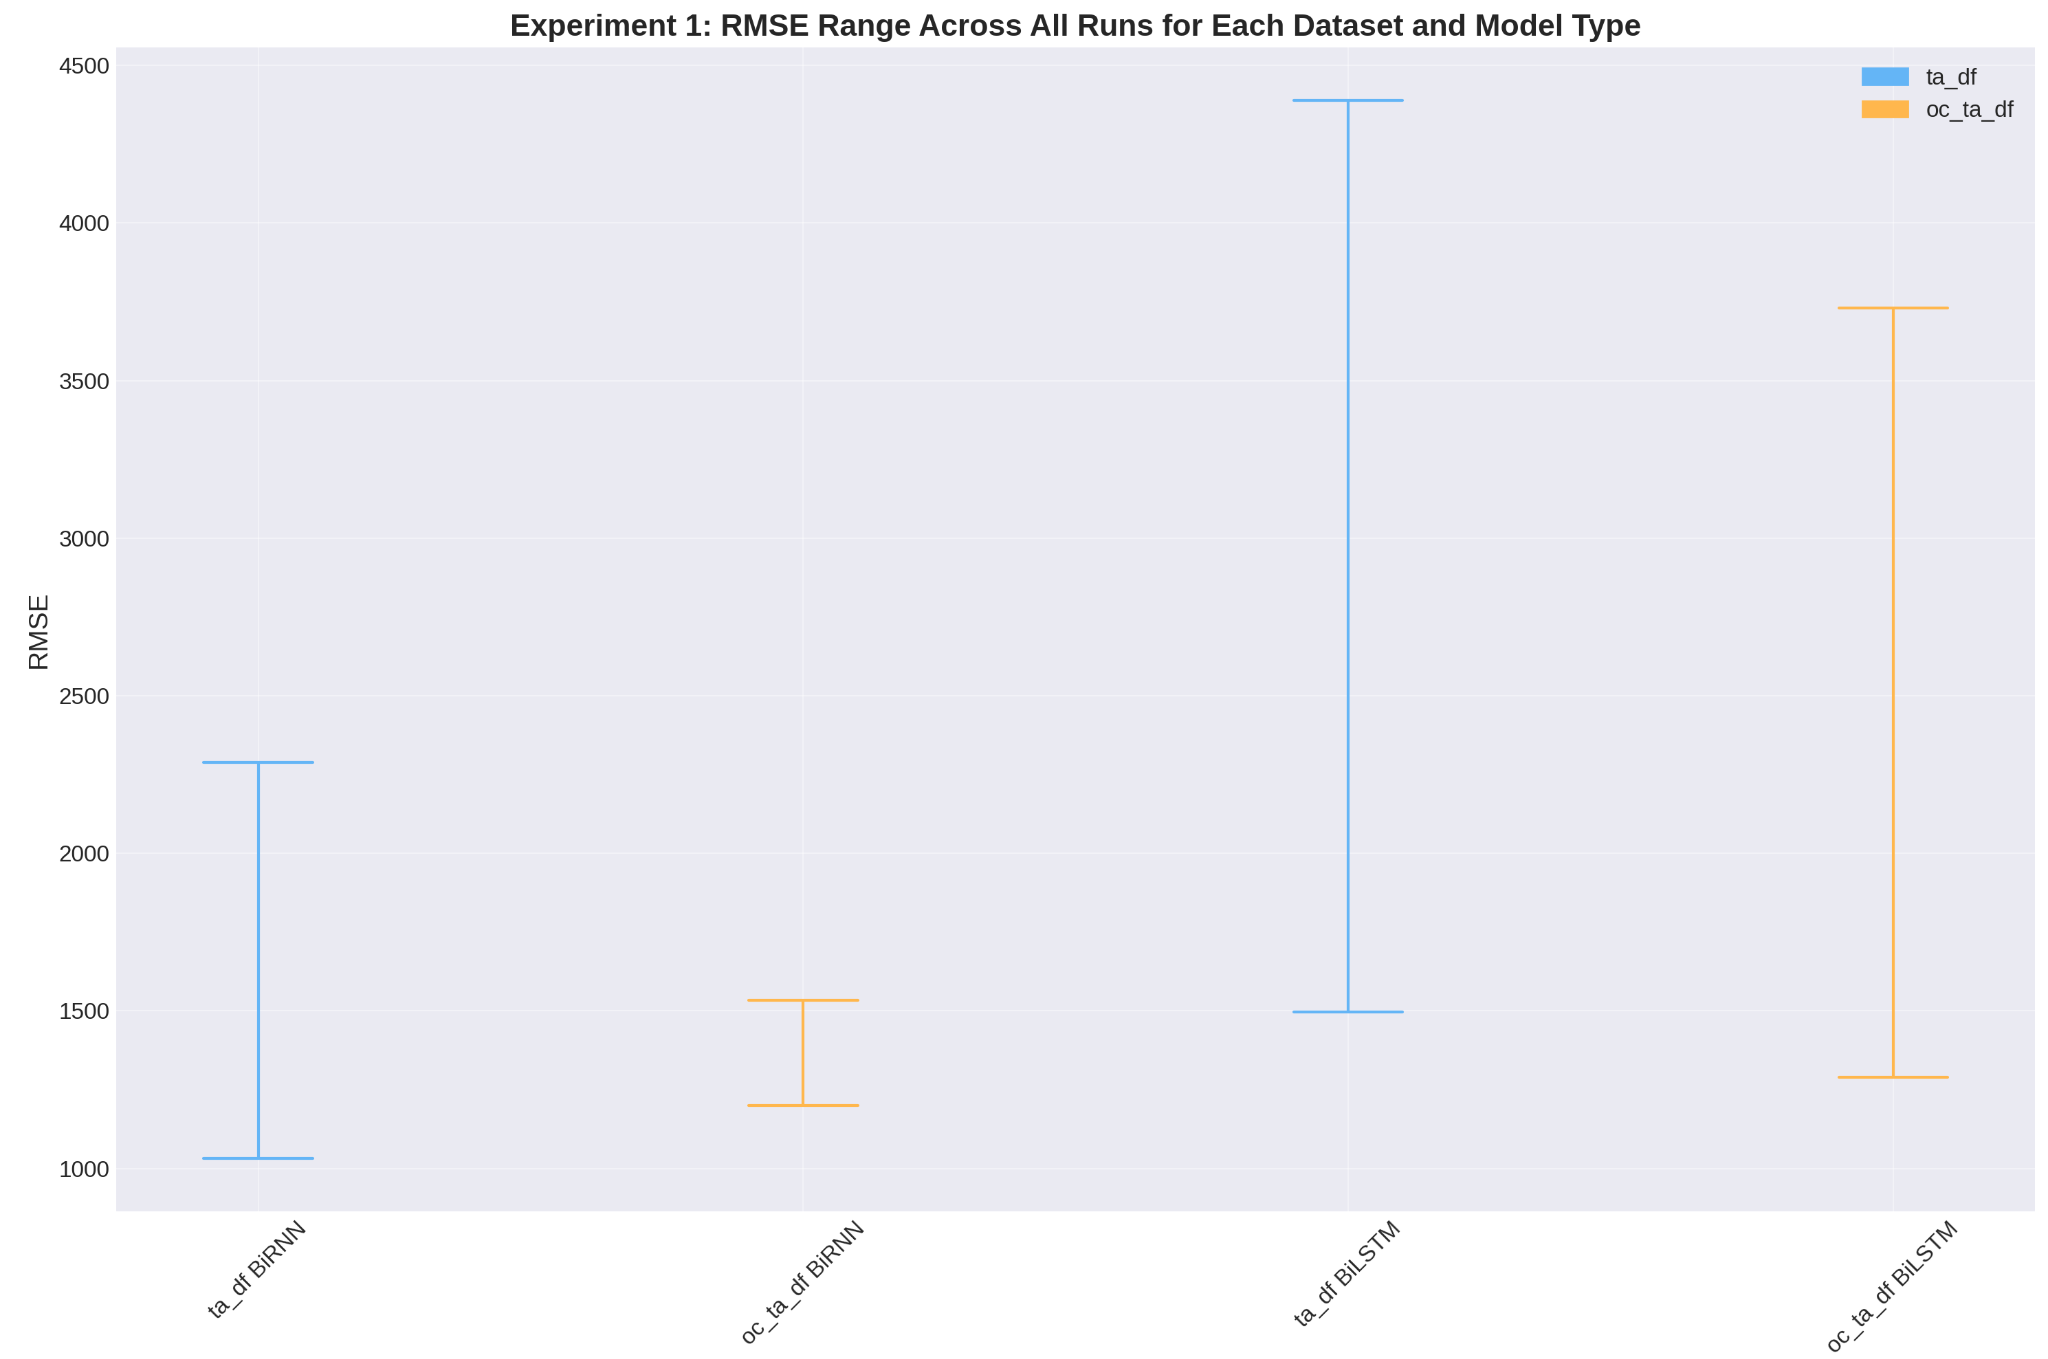 Experiment 1: RMSE Range Across All Runs for Each Dataset and Model Type
ta_df
oc_ta_df
RMSE
4500
4000
3500
3000
2500
2000
1500
1000
ta_df BiRNN
oc_ta_df BiRNN
ta_df BiLSTM
oc_ta_df BiLSTM